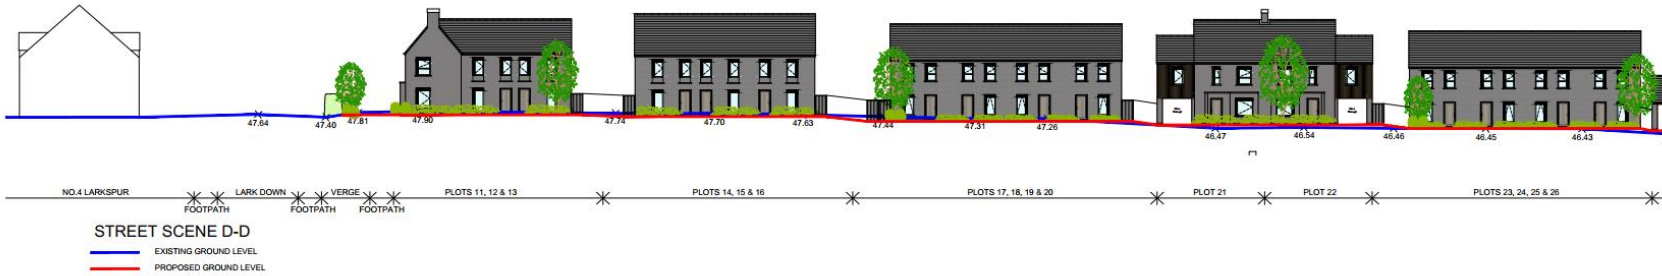 47.64
47.40
47.81
47.90
47.74
47.70
47.63
47.44
47.31
47.26
46.47
46.54
46.46
46.45
46.43
NO.4 LARKSPUR
FOOTPATH
LARK DOWN
FOOTPATH
VERGE
FOOTPATH
PLOTS 11, 12 & 13
PLOTS 14, 15 & 16
PLOTS 17, 18, 19 & 20
PLOT 21
PLOT 22
PLOTS 23, 24, 25 & 26
STREET SCENE D-D
EXISTING GROUND LEVEL
PROPOSED GROUND LEVEL